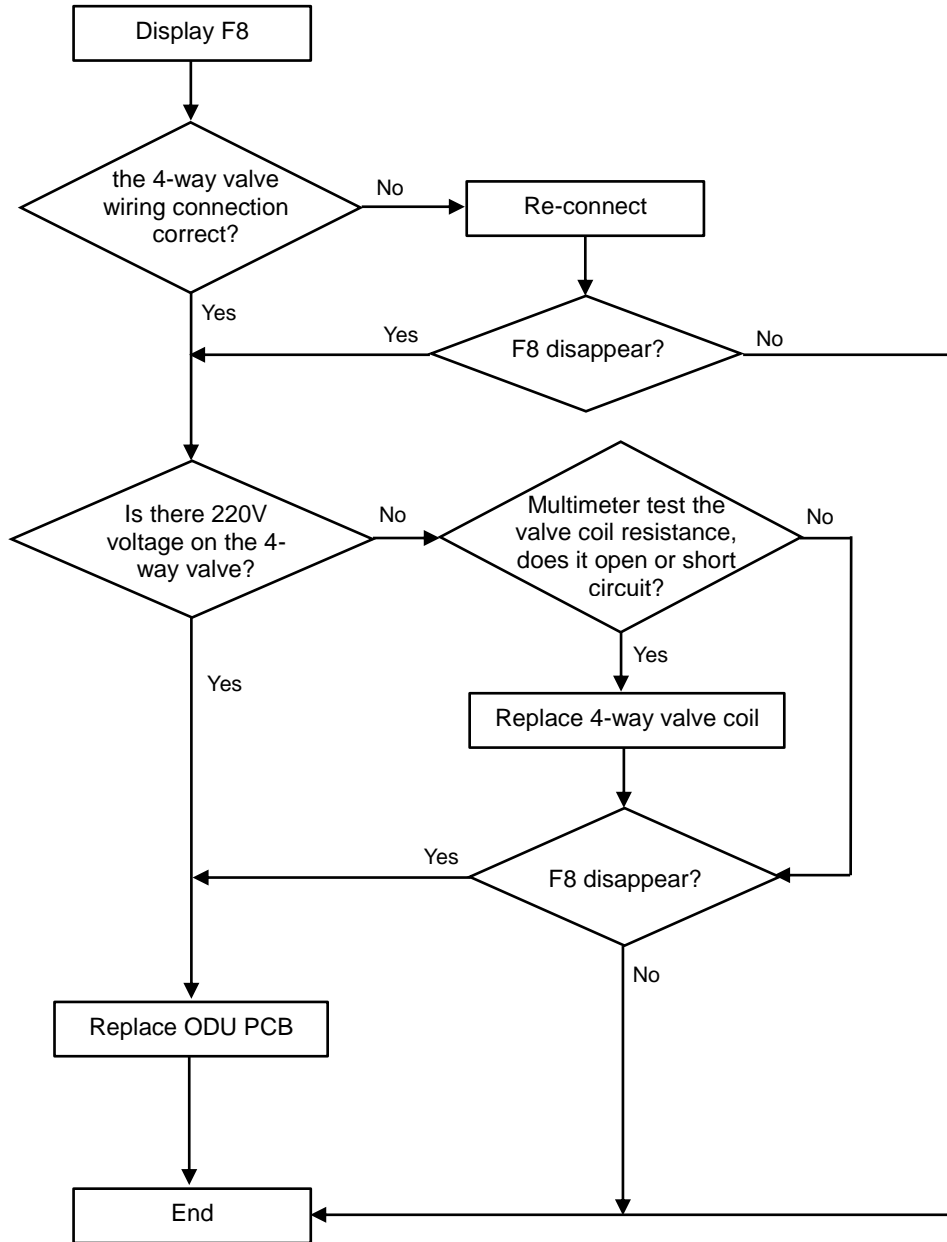 Display F8
the 4-way valve
wiring connection
correct?
No
Re-connect
Yes
Yes
F8 disappear?
No
Is there 220V
voltage on the 4-
way valve?
No
Multimeter test the
valve coil resistance,
does it open or short
circuit?
No
Yes
Yes
Replace 4-way valve coil
Yes
F8 disappear?
No
Replace ODU PCB
End